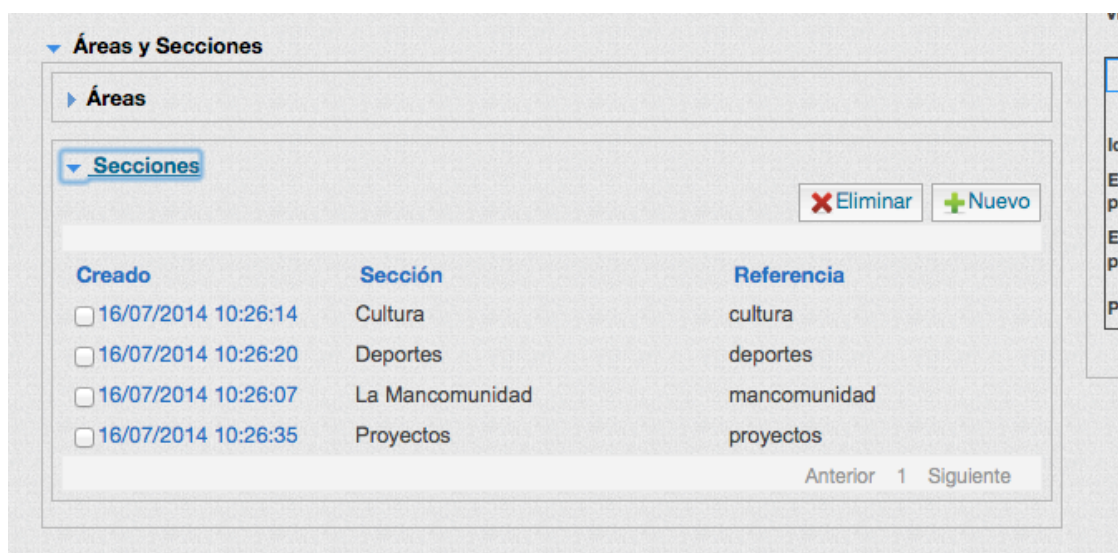 Áreas y Secciones
Áreas
Secciones
Eliminar Nuevo
Creado Sección Referencia
16/07/2014 10:26:14 Cultura cultura
16/07/2014 10:26:20 Deportes deportes
16/07/2014 10:26:07 La Mancomunidad mancomunidad
16/07/2014 10:26:35 Proyectos proyectos
Anterior 1 Siguiente